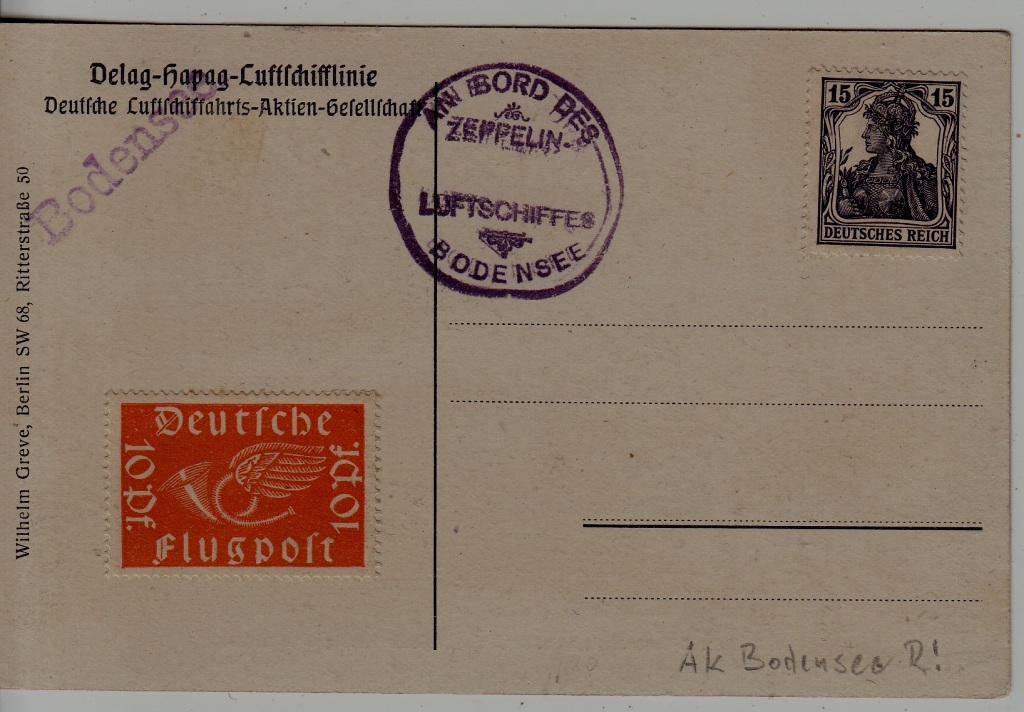 Delag-Hapag-Luftschifflinie
Deutsche Luftschiffahrts-Aktien-Gesellschaft
Bodensee
Wilhelm Greve, Berlin SW 68, Ritterstraße 50
AN BORD DES
ZEPPELIN-
LUFTSCHIFFES
BODENSEE
15 15
DEUTSCHES REICH
Deutsche
10 Pf. 10 Pf.
Flugpost
AK Bodensee R!